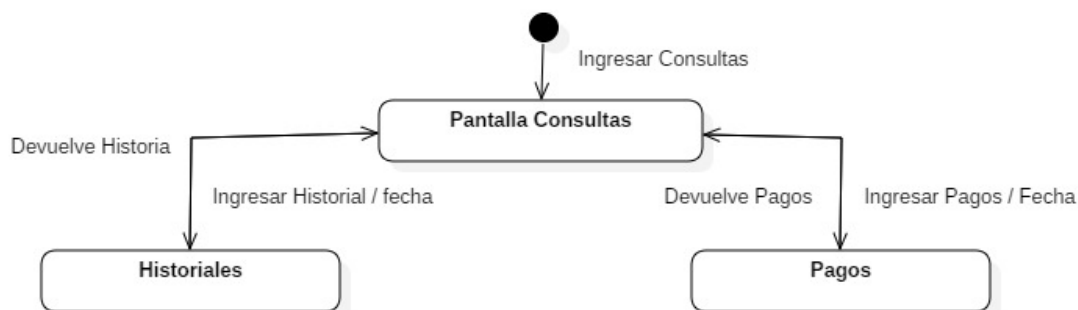 Ingresar Consultas
Pantalla Consultas
Devuelve Historia
Ingresar Historial / fecha
Devuelve Pagos
Ingresar Pagos / Fecha
Historiales
Pagos